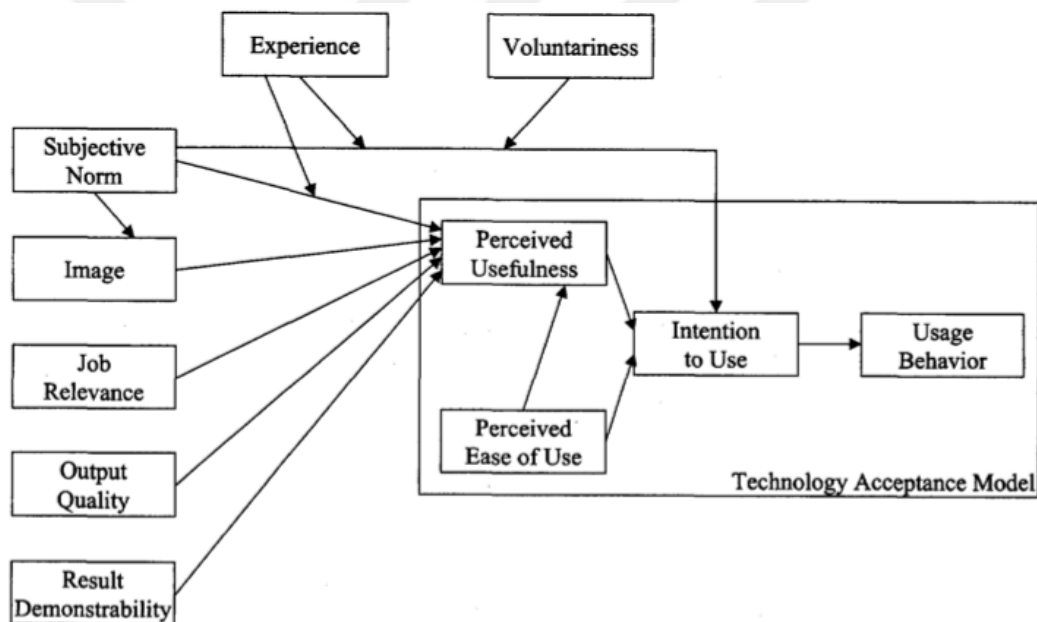 Experience
Voluntariness
Subjective
Norm
Image
Job
Relevance
Output
Quality
Result
Demonstrability
Perceived
Usefulness
Perceived
Ease of Use
Intention
to Use
Usage
Behavior
Technology Acceptance Model